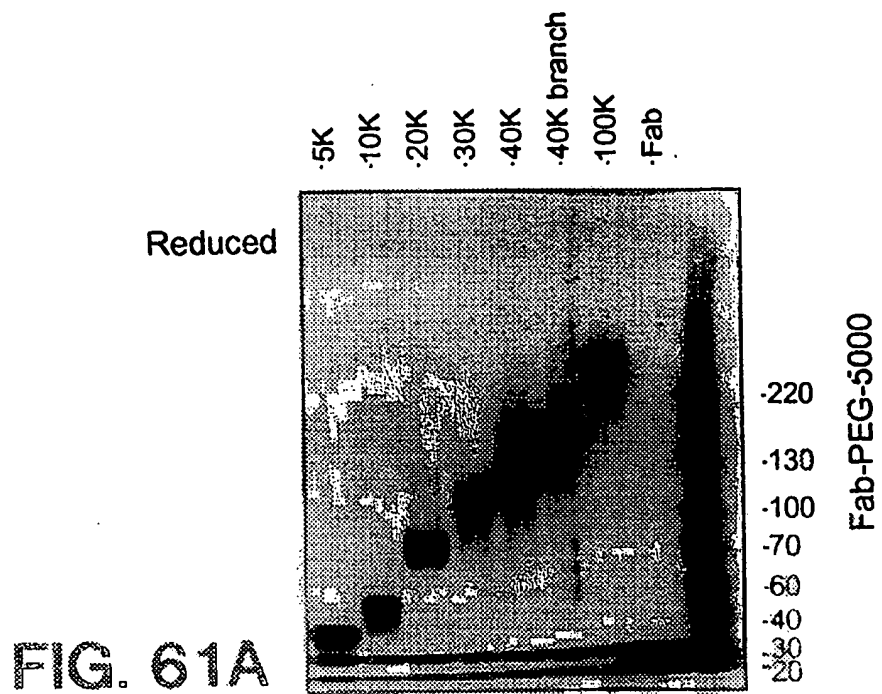 ·5K
·10K
·20K
·30K
·40K
·40K branch
·100K
·Fab
Reduced
-220
-130
-100
-70
-60
-40
-30
-20
Fab-PEG-5000
FIG. 61A